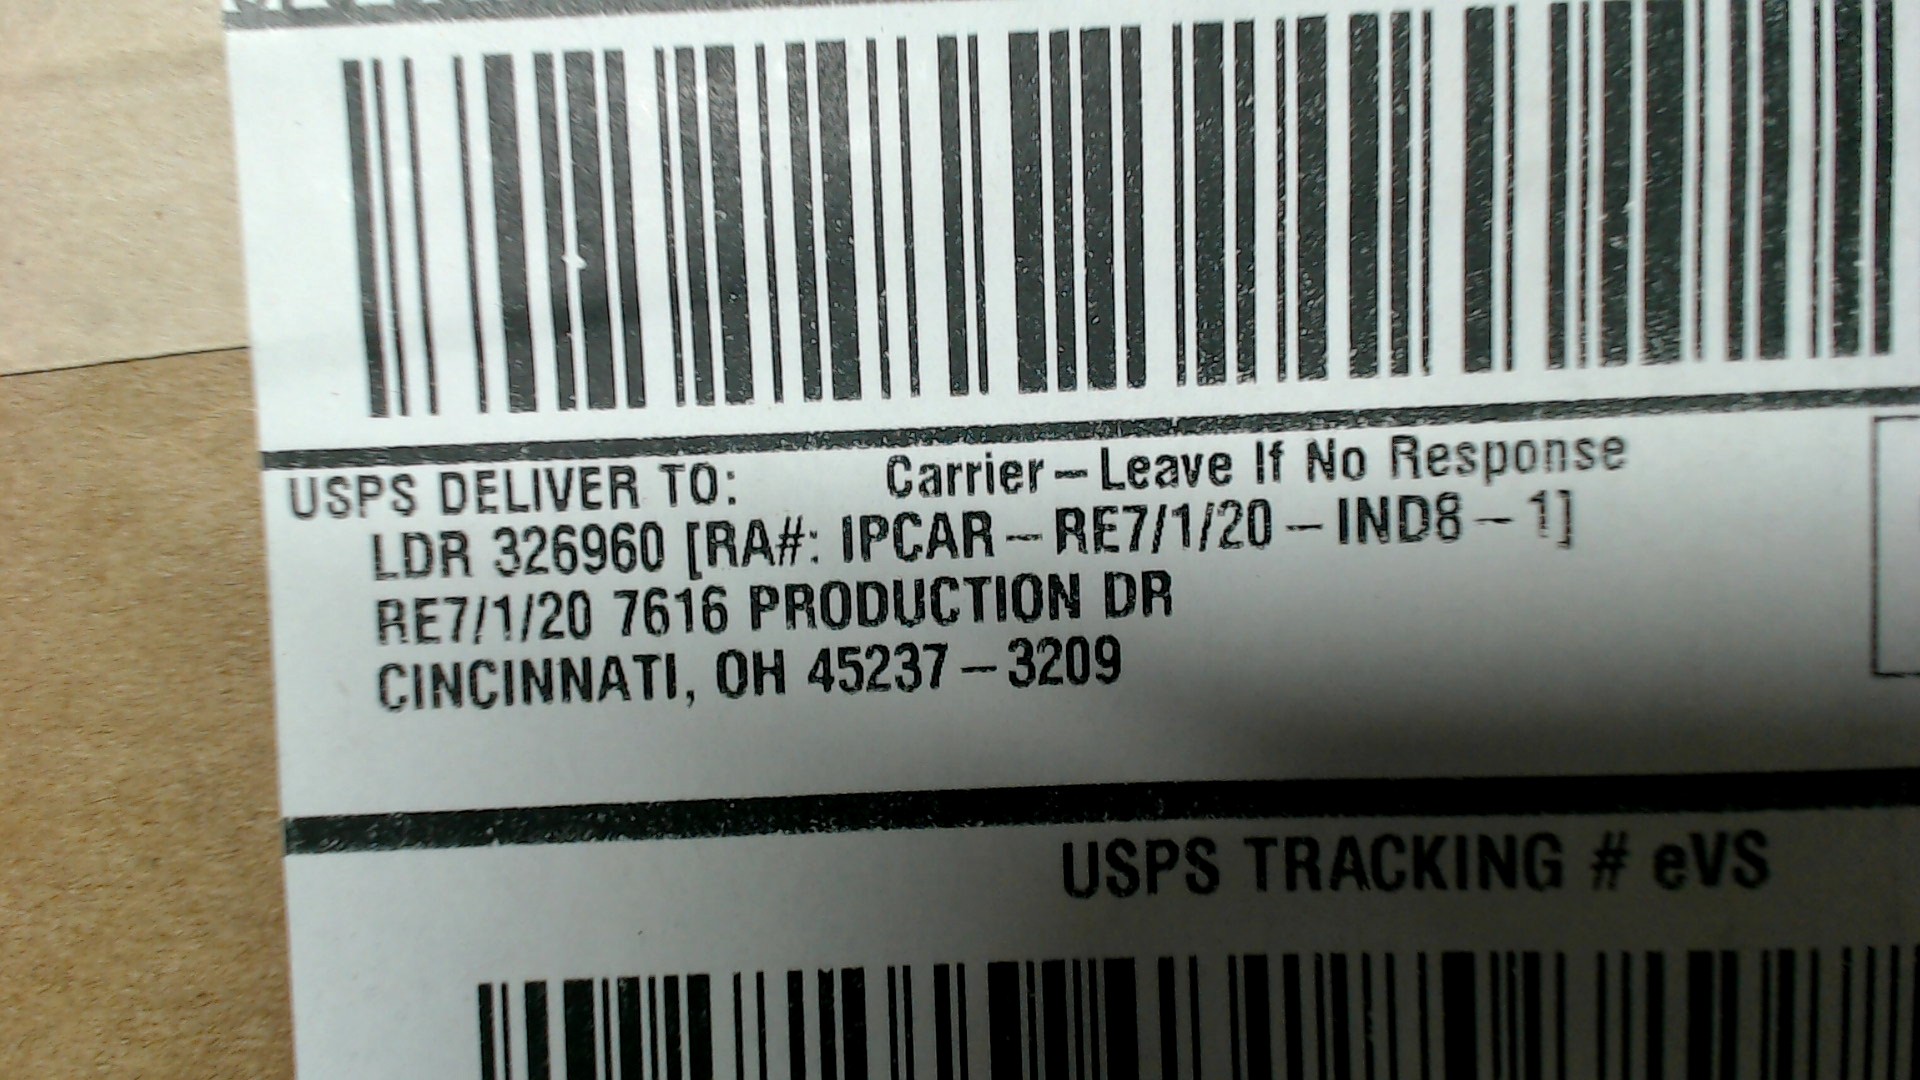 USPS DELIVER TO: Carrier–Leave If No Response
LDR 326960 [RA#: IPCAR–RE7/1/20–IND8–1]
RE7/1/20 7616 PRODUCTION DR
CINCINNATI, OH 45237–3209
USPS TRACKING # eVS